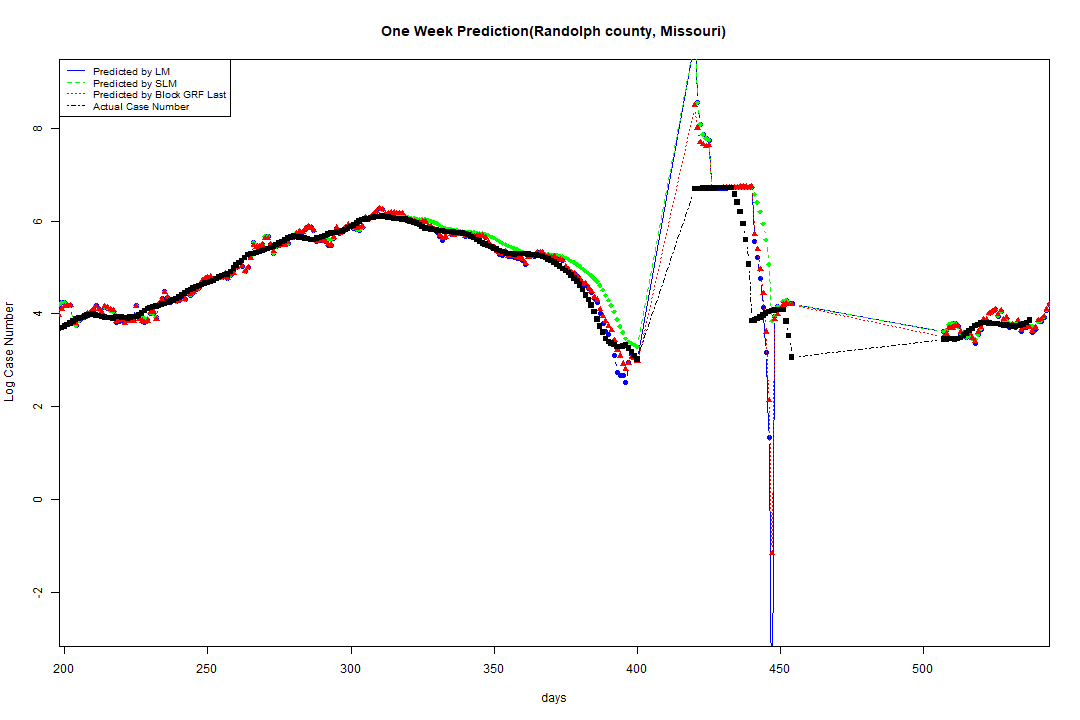 One Week Prediction(Randolph county, Missouri)
Predicted by LM
Predicted by SLM
Predicted by Block GRF Last
Actual Case Number
8
6
4
2
0
-2
Log Case Number
200 250 300 350 400 450 500
days